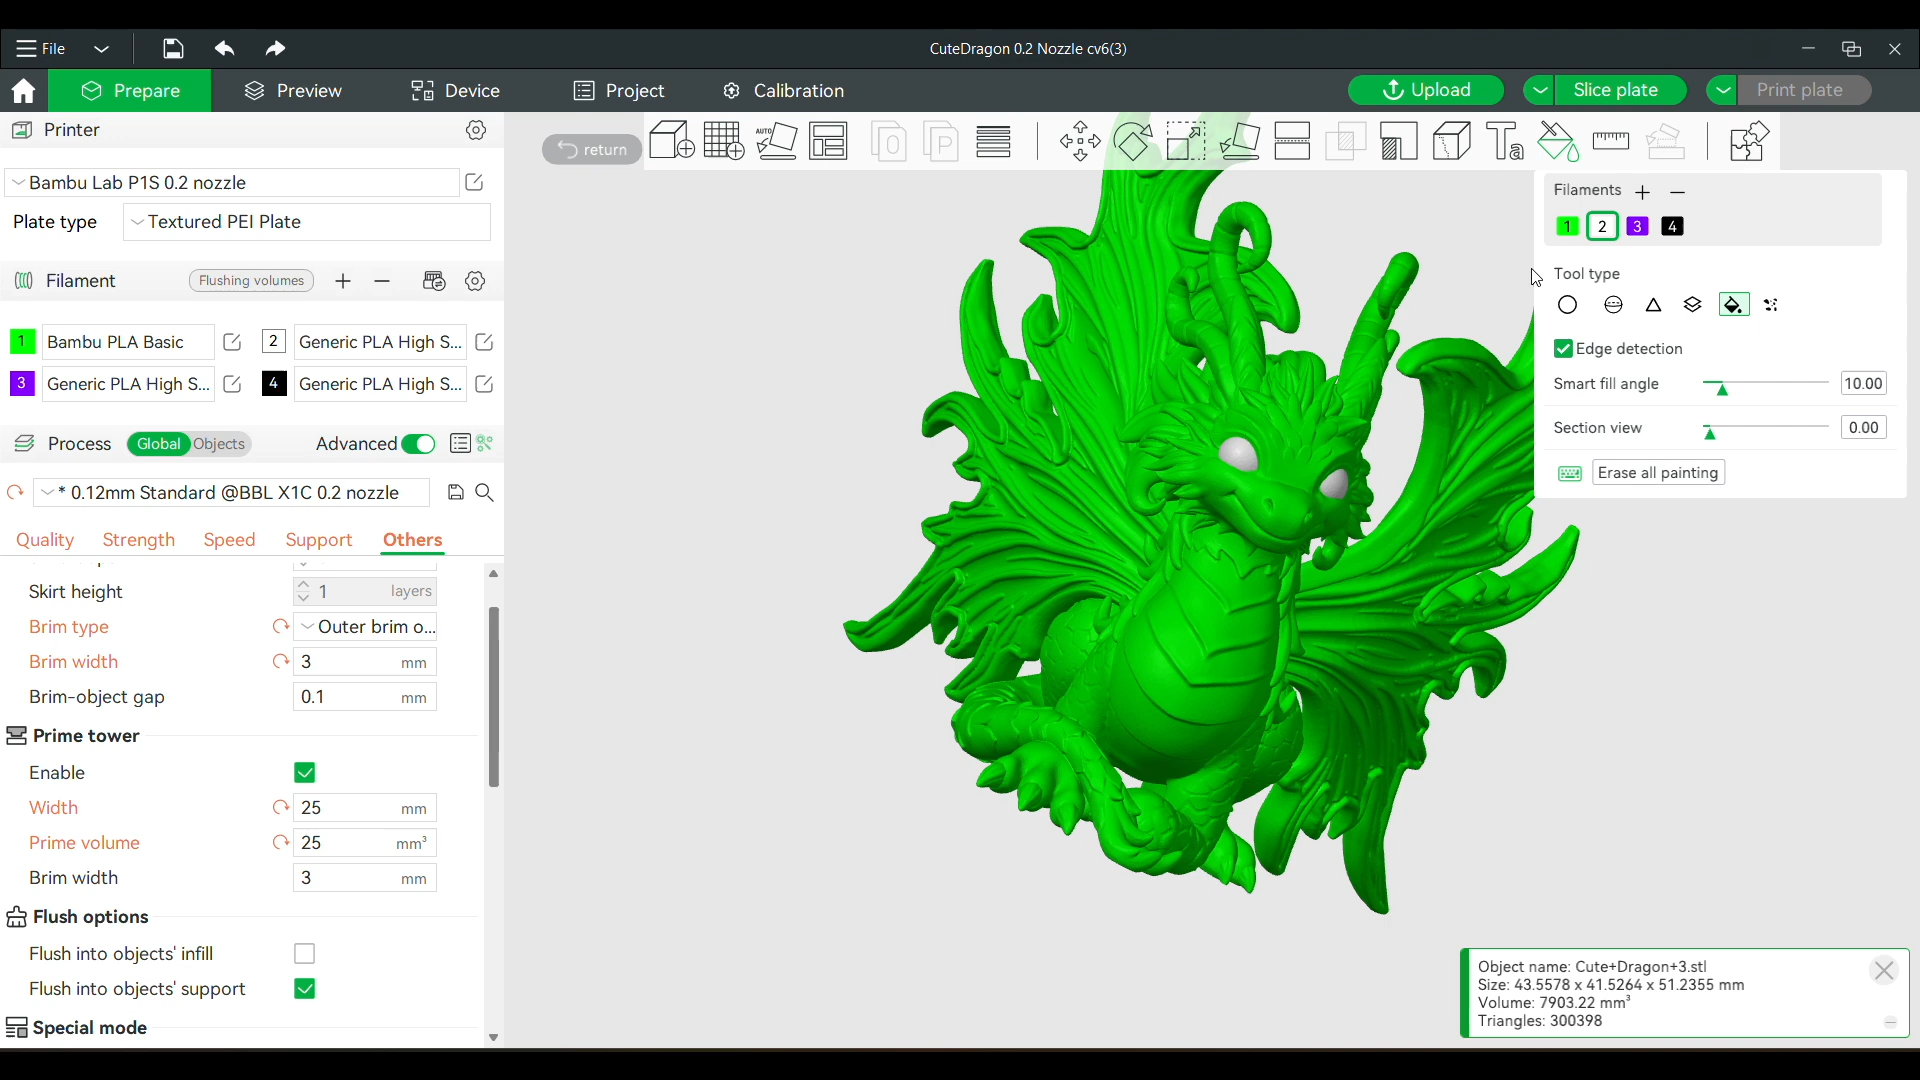 File
CuteDragon 0.2 Nozzle cv6(3)
Prepare
Preview
Device
Project
Calibration
Upload
Slice plate
Print plate
Printer
return
AUTO
Bambu Lab P1S 0.2 nozzle
Plate type
Textured PEI Plate
Filament
Flushing volumes
1 Bambu PLA Basic
2 Generic PLA High S...
3 Generic PLA High S...
4 Generic PLA High S...
Process
Global
Objects
Advanced
* 0.12mm Standard @BBL X1C 0.2 nozzle
Quality
Strength
Speed
Support
Others
Skirt height 1 layers
Brim type Outer brim o...
Brim width 3 mm
Brim-object gap 0.1 mm
Prime tower
Enable
Width 25 mm
Prime volume 25 mm³
Brim width 3 mm
Flush options
Flush into objects' infill
Flush into objects' support
Special mode
Filaments
1 2 3 4
Tool type
Edge detection
Smart fill angle 10.00
Section view 0.00
Erase all painting
Object name: Cute+Dragon+3.stl
Size: 43.5578 x 41.5264 x 51.2355 mm
Volume: 7903.22 mm³
Triangles: 300398